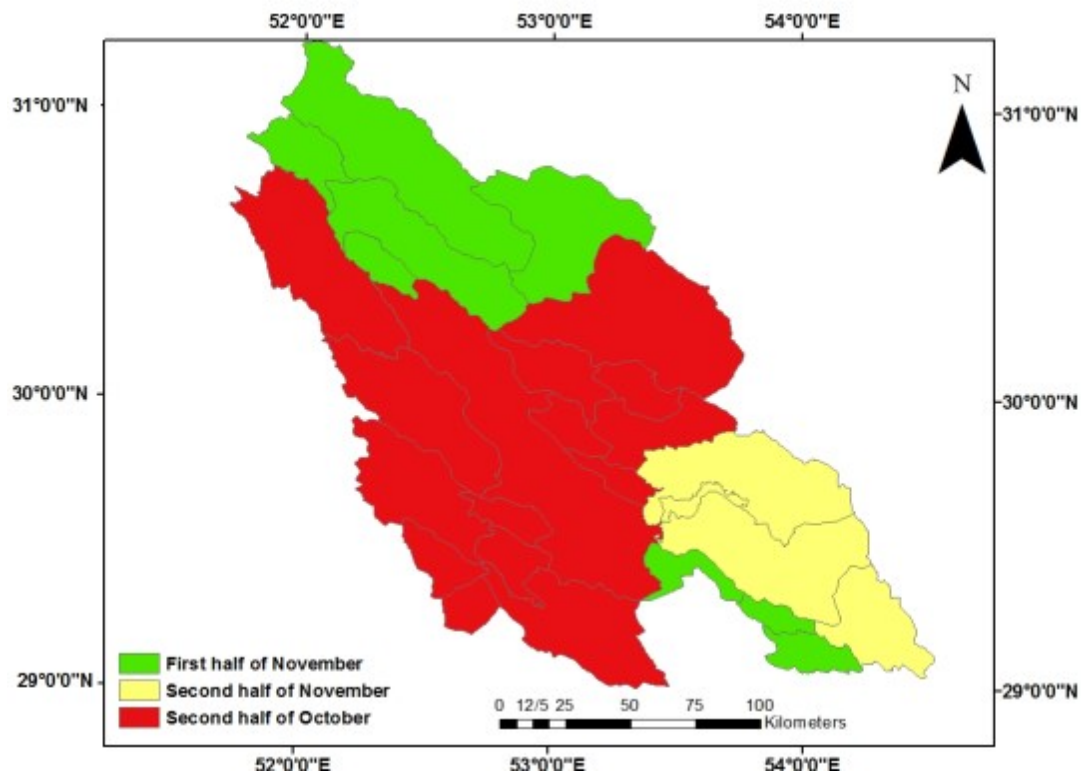 52°0'0"E 53°0'0"E 54°0'0"E
N
31°0'0"N 31°0'0"N
30°0'0"N 30°0'0"N
First half of November
Second half of November
Second half of October
29°0'0"N 29°0'0"N
0 12/5 25 50 75 100
Kilometers
52°0'0"E 53°0'0"E 54°0'0"E